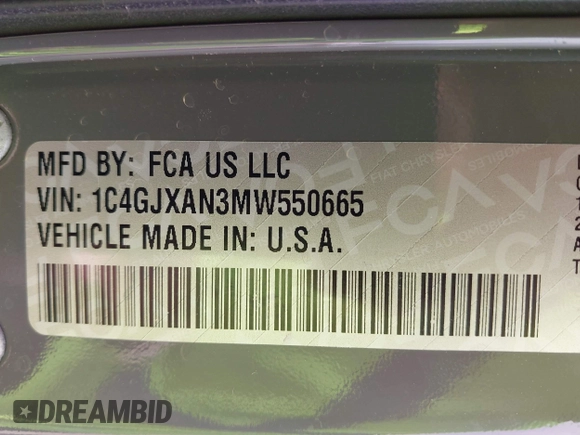 MFD BY: FCA US LLC
VIN: 1C4GJXAN3MW550665
VEHICLE MADE IN: U.S.A.
DREAMBID